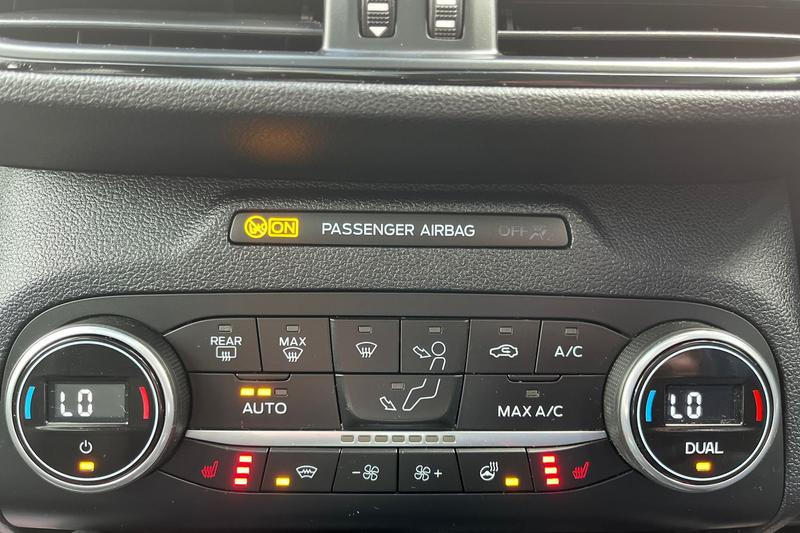 ON PASSENGER AIRBAG OFF
REAR MAX A/C
LO AUTO MAX A/C LO
DUAL
- +